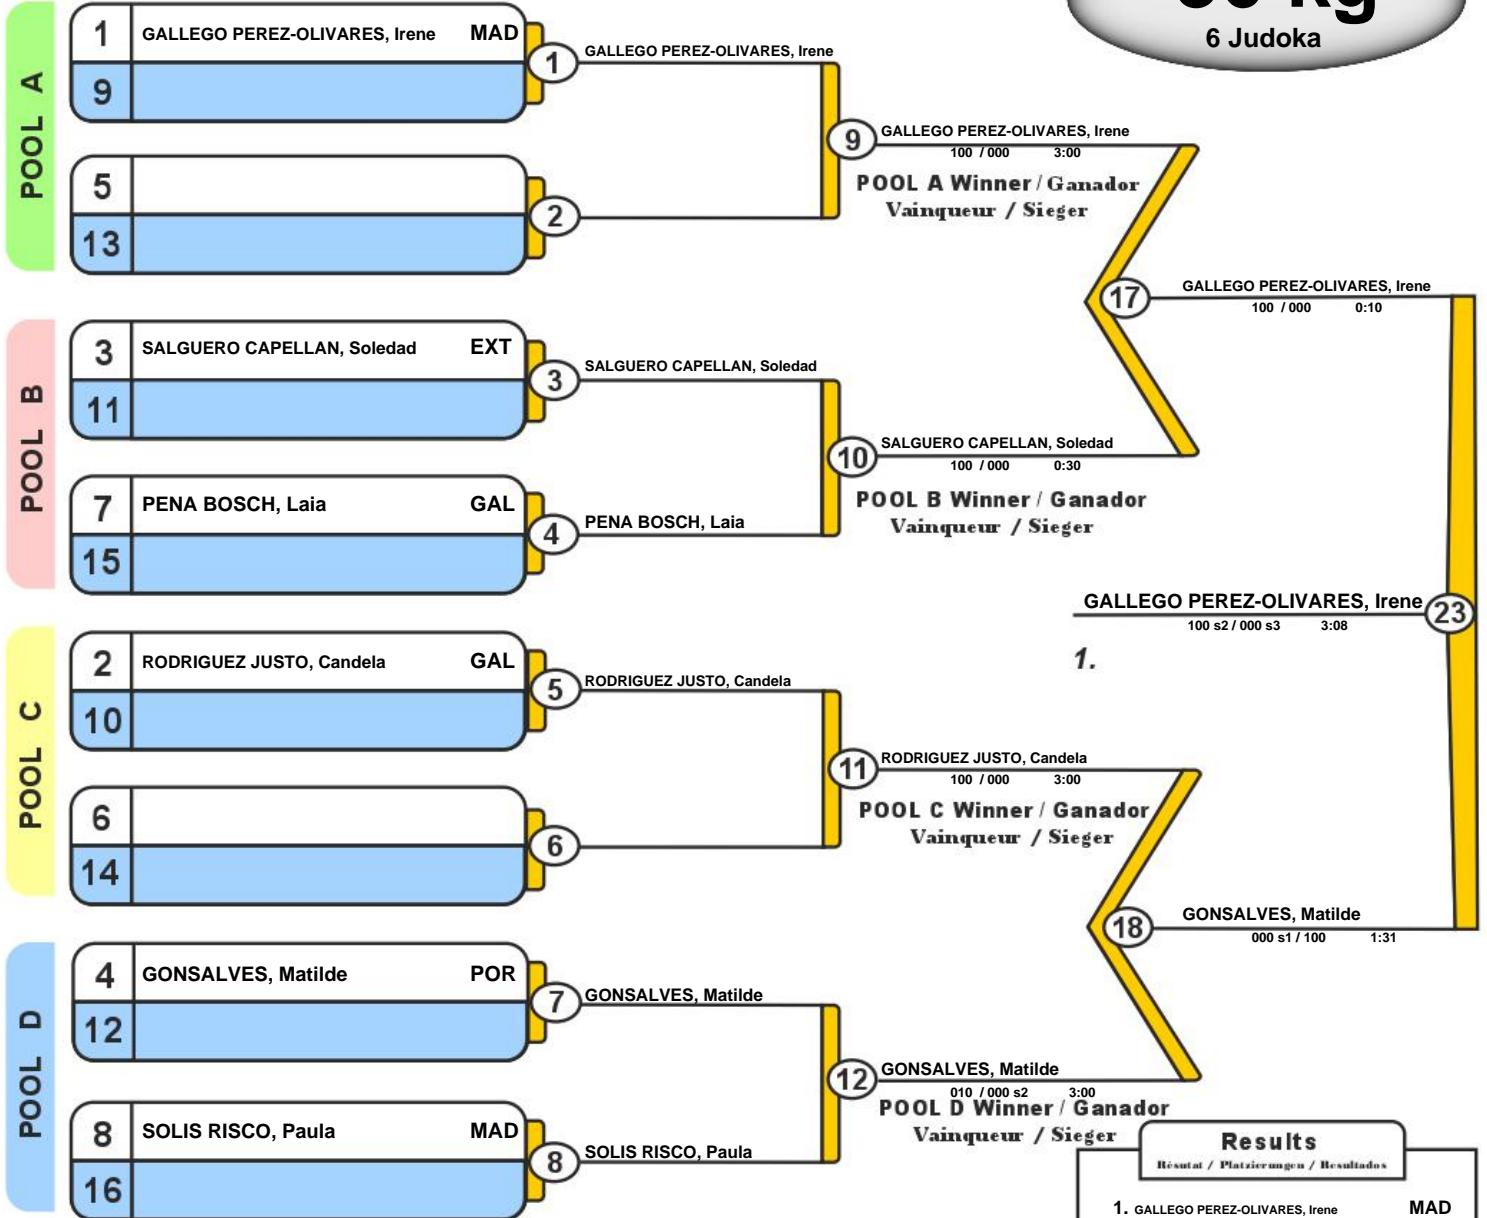 6 Judoka
POOL A
1 GALLEGO PEREZ-OLIVARES, Irene MAD
9
1
GALLEGO PEREZ-OLIVARES, Irene
5
13
2
9
GALLEGO PEREZ-OLIVARES, Irene
100 / 000 3:00
POOL A Winner / Ganador
Vainqueur / Sieger
POOL B
3 SALGUERO CAPELLAN, Soledad EXT
11
3
SALGUERO CAPELLAN, Soledad
7 PENA BOSCH, Laia GAL
15
4
PENA BOSCH, Laia
10
SALGUERO CAPELLAN, Soledad
100 / 000 0:30
POOL B Winner / Ganador
Vainqueur / Sieger
17
GALLEGO PEREZ-OLIVARES, Irene
100 / 000 0:10
GALLEGO PEREZ-OLIVARES, Irene
23
100 s2 / 000 s3 3:08
1.
POOL C
2 RODRIGUEZ JUSTO, Candela GAL
10
5
RODRIGUEZ JUSTO, Candela
6
14
6
11
RODRIGUEZ JUSTO, Candela
100 / 000 3:00
POOL C Winner / Ganador
Vainqueur / Sieger
POOL D
4 GONSALVES, Matilde POR
12
7
GONSALVES, Matilde
8 SOLIS RISCO, Paula MAD
16
8
SOLIS RISCO, Paula
12
GONSALVES, Matilde
010 / 000 s2 3:00
POOL D Winner / Ganador
Vainqueur / Sieger
18
GONSALVES, Matilde
000 s1 / 100 1:31
Results
Résutat / Platzierungen / Resultados
1. GALLEGO PEREZ-OLIVARES, Irene MAD